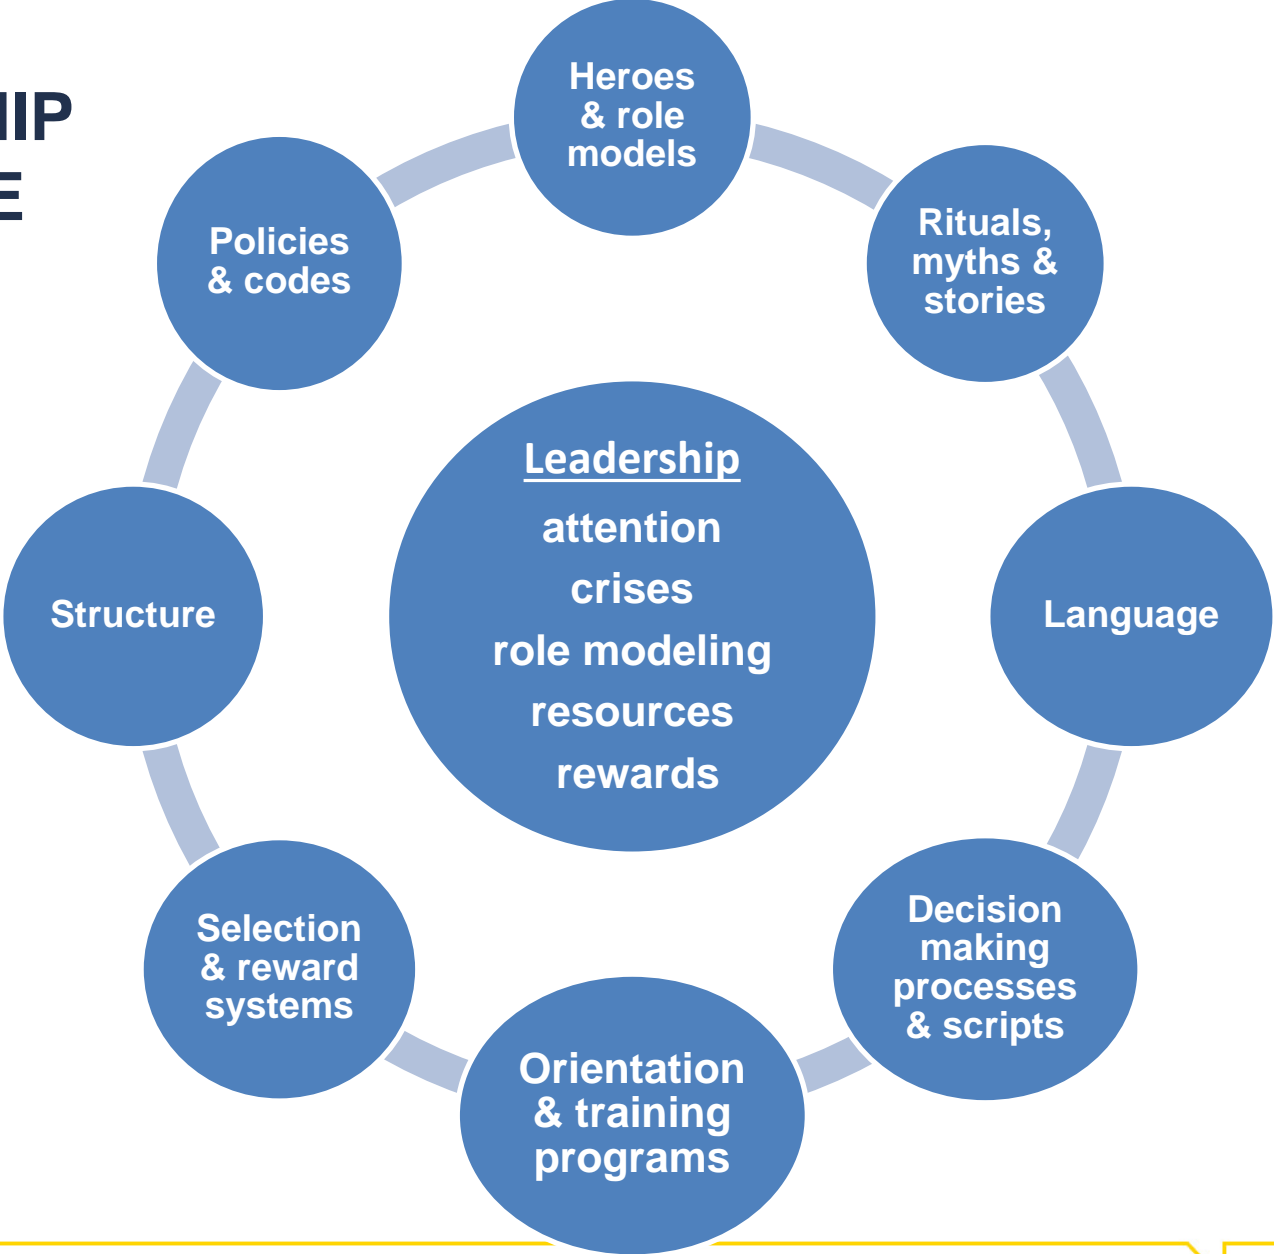 HIP
E
Heroes
& role
models
Rituals,
myths &
stories
Language
Decision
making
processes
& scripts
Orientation
& training
programs
Selection
& reward
systems
Structure
Policies
& codes
Leadership
attention
crises
role modeling
resources
rewards